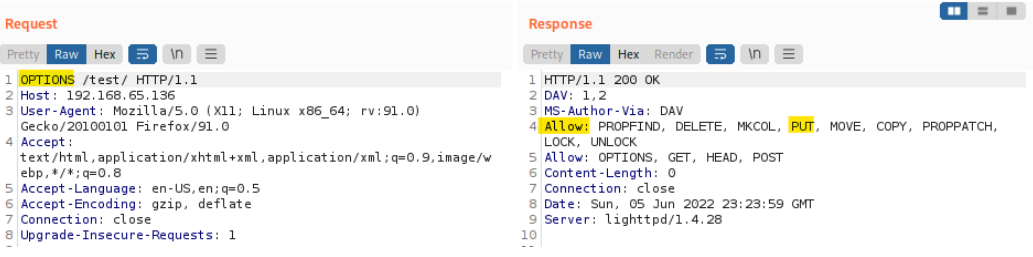 Request
Pretty Raw Hex \n
1 OPTIONS /test/ HTTP/1.1
2 Host: 192.168.65.136
3 User-Agent: Mozilla/5.0 (X11; Linux x86_64; rv:91.0)
Gecko/20100101 Firefox/91.0
4 Accept:
text/html,application/xhtml+xml,application/xml;q=0.9,image/w
ebp,*/*;q=0.8
5 Accept-Language: en-US,en;q=0.5
6 Accept-Encoding: gzip, deflate
7 Connection: close
8 Upgrade-Insecure-Requests: 1
Response
Pretty Raw Hex Render \n
1 HTTP/1.1 200 OK
2 DAV: 1,2
3 MS-Author-Via: DAV
4 Allow: PROPFIND, DELETE, MKCOL, PUT, MOVE, COPY, PROPPATCH,
LOCK, UNLOCK
5 Allow: OPTIONS, GET, HEAD, POST
6 Content-Length: 0
7 Connection: close
8 Date: Sun, 05 Jun 2022 23:23:59 GMT
9 Server: lighttpd/1.4.28
10